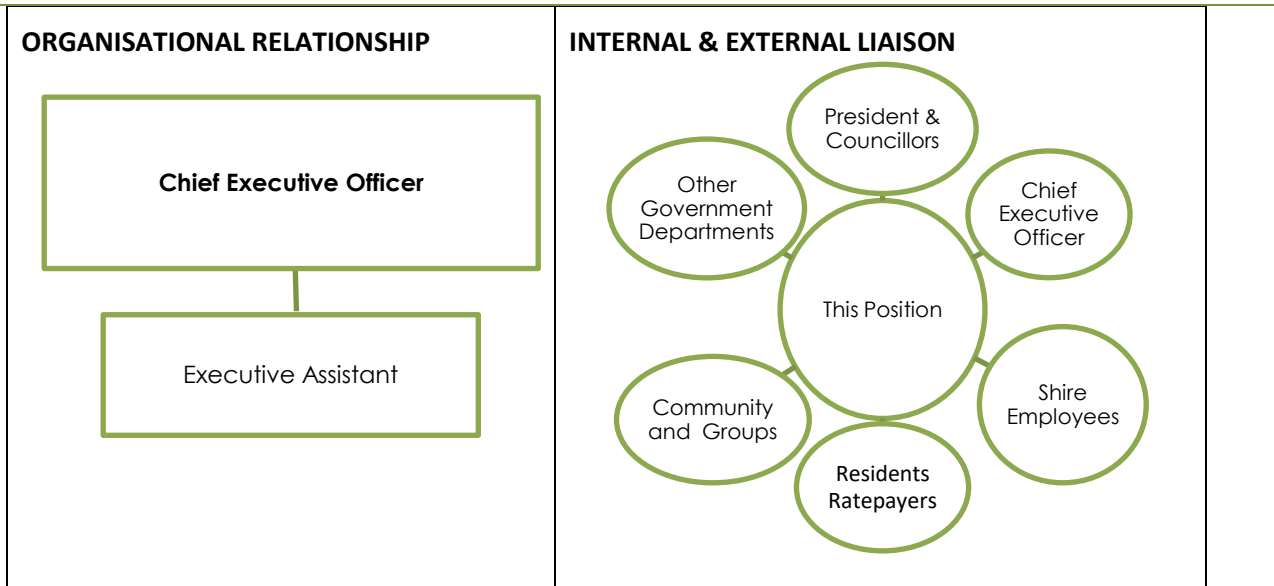 ORGANISATIONAL RELATIONSHIP
Chief Executive Officer
Executive Assistant
INTERNAL & EXTERNAL LIAISON
President &
Councillors
Other
Government
Departments
Chief
Executive
Officer
This Position
Community
and Groups
Shire
Employees
Residents
Ratepayers